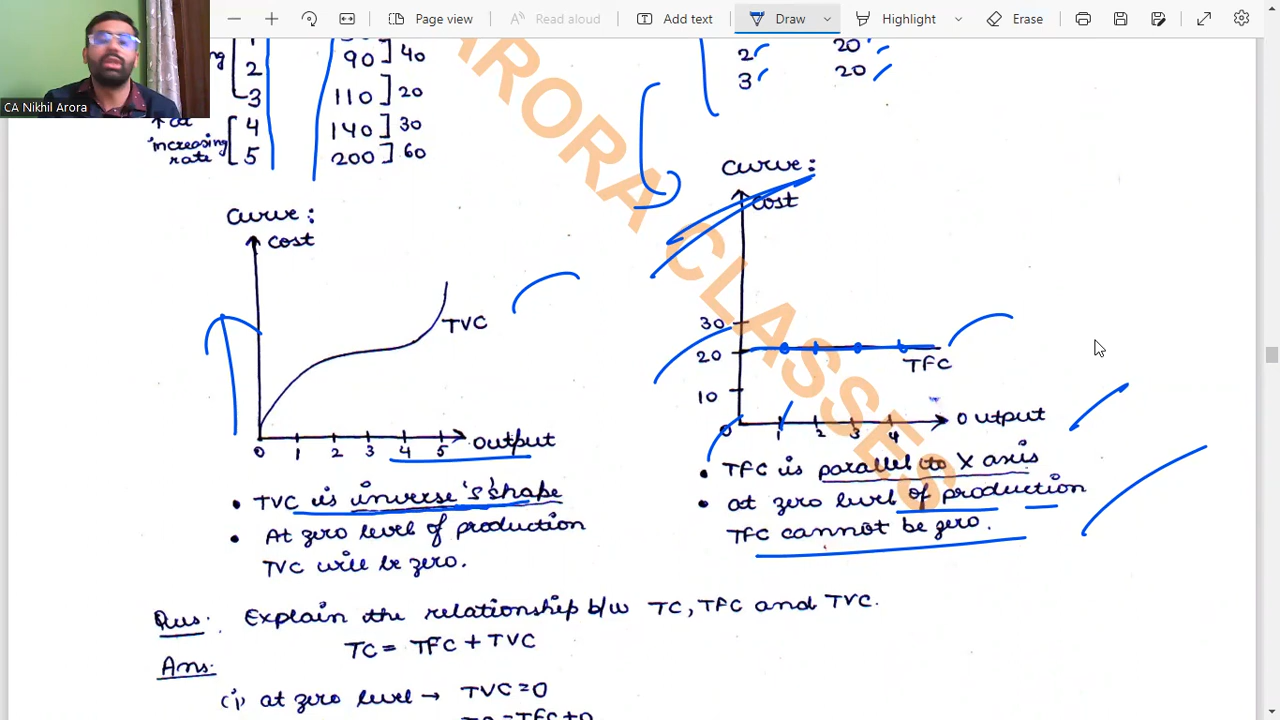 Page view
Read aloud
Add text
Draw
Highlight
Erase
CA Nikhil Arora
2 90 ] 40
3 110 ] 20
4 140 ] 30
increasing rate 5 200 ] 60
2 20
3 20
Curve:
Cost
TVC
0 1 2 3 4 5 output
• TVC is inverse 'S' shape
• At zero level of production
TVC will be zero.
Curve:
Cost
30
20
10
TFC
0 1 2 3 4 Output
• TFC is parallel to X axis
• at zero level of production
TFC cannot be zero.
ARORA CLASSES
Ques: Explain the relationship b/w TC, TFC and TVC.
TC = TFC + TVC
Ans:
(i) at zero level → TVC=0